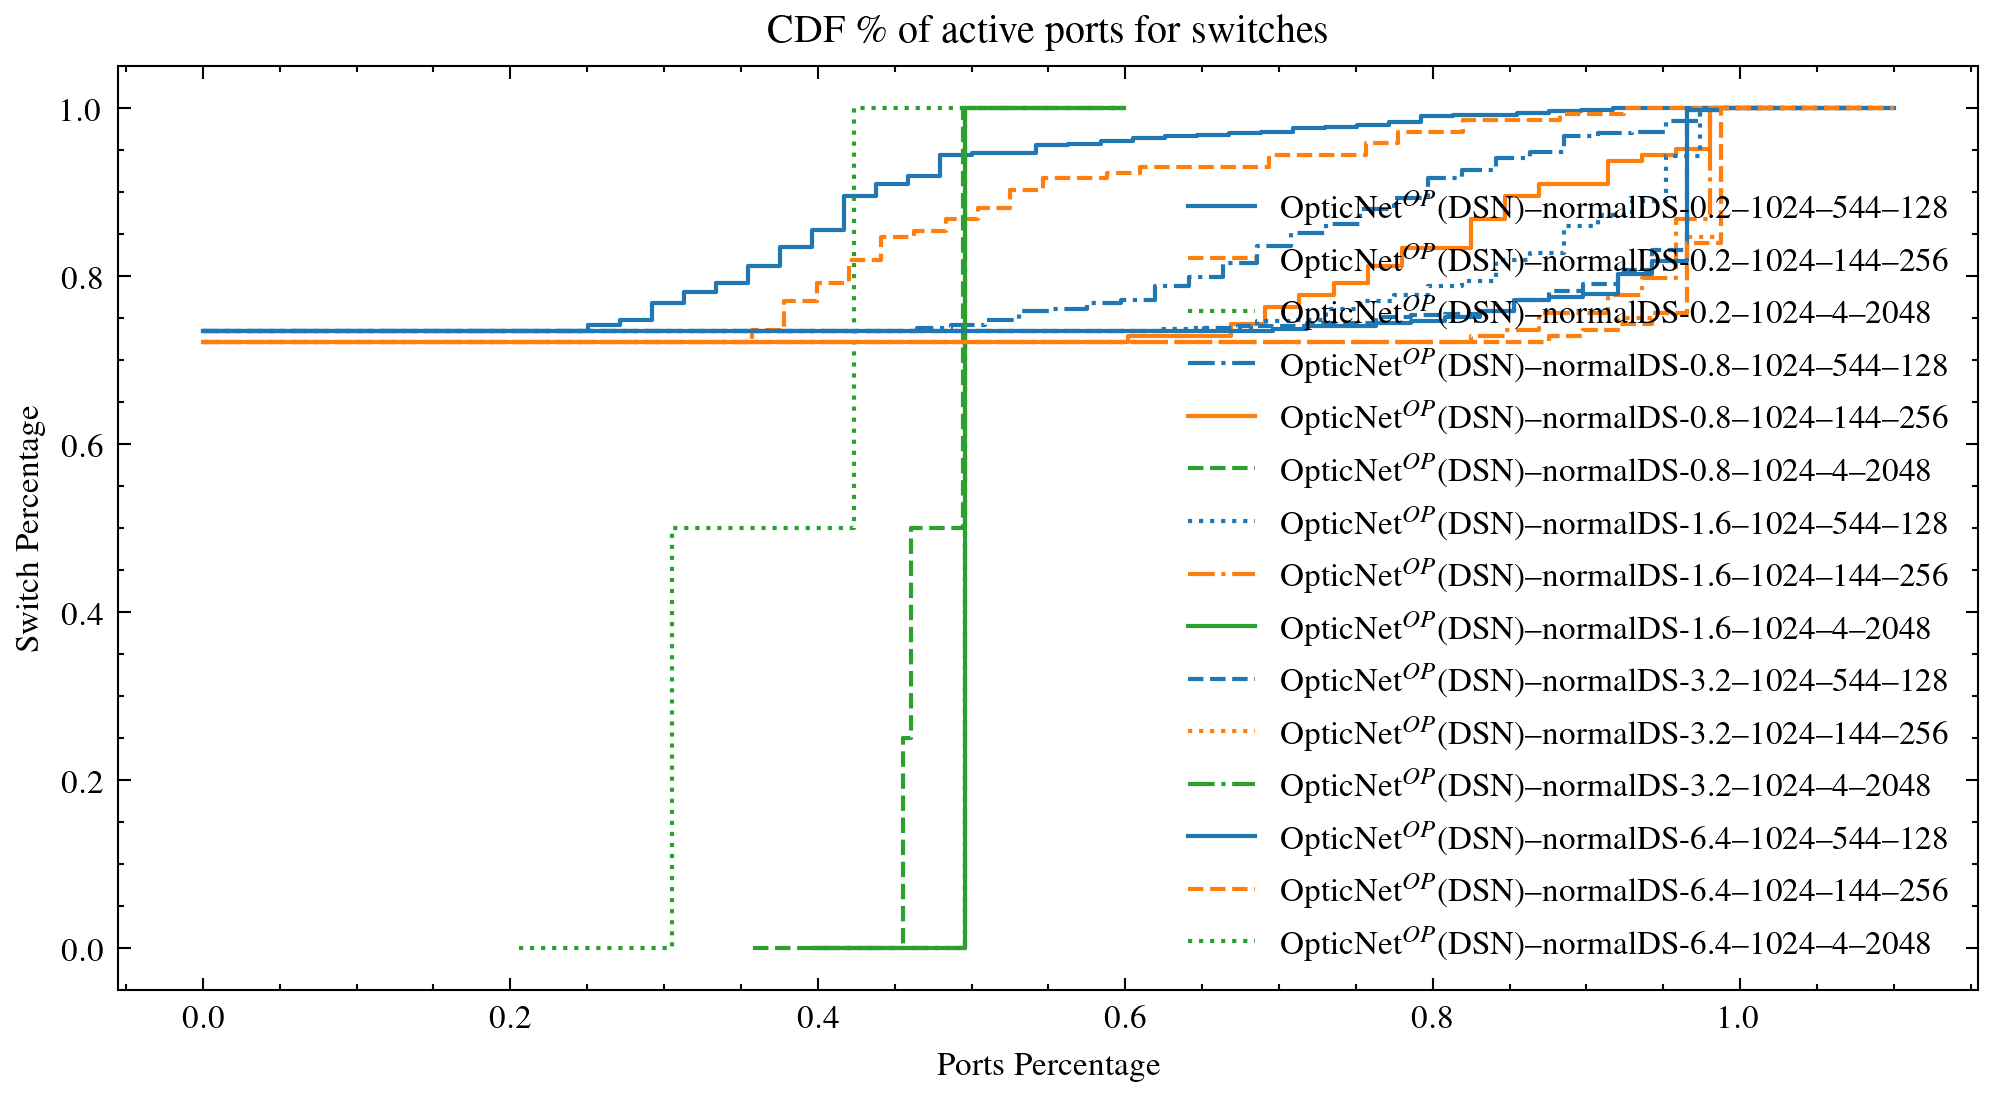 CDF % of active ports for switches
1.0
0.8
0.6
0.4
0.2
0.0
Switch Percentage
OpticNet^OP(DSN)–normalDS-0.2–1024–544–128
OpticNet^OP(DSN)–normalDS-0.2–1024–144–256
OpticNet^OP(DSN)–normalDS-0.2–1024–4–2048
OpticNet^OP(DSN)–normalDS-0.8–1024–544–128
OpticNet^OP(DSN)–normalDS-0.8–1024–144–256
OpticNet^OP(DSN)–normalDS-0.8–1024–4–2048
OpticNet^OP(DSN)–normalDS-1.6–1024–544–128
OpticNet^OP(DSN)–normalDS-1.6–1024–144–256
OpticNet^OP(DSN)–normalDS-1.6–1024–4–2048
OpticNet^OP(DSN)–normalDS-3.2–1024–544–128
OpticNet^OP(DSN)–normalDS-3.2–1024–144–256
OpticNet^OP(DSN)–normalDS-3.2–1024–4–2048
OpticNet^OP(DSN)–normalDS-6.4–1024–544–128
OpticNet^OP(DSN)–normalDS-6.4–1024–144–256
OpticNet^OP(DSN)–normalDS-6.4–1024–4–2048
0.0 0.2 0.4 0.6 0.8 1.0
Ports Percentage